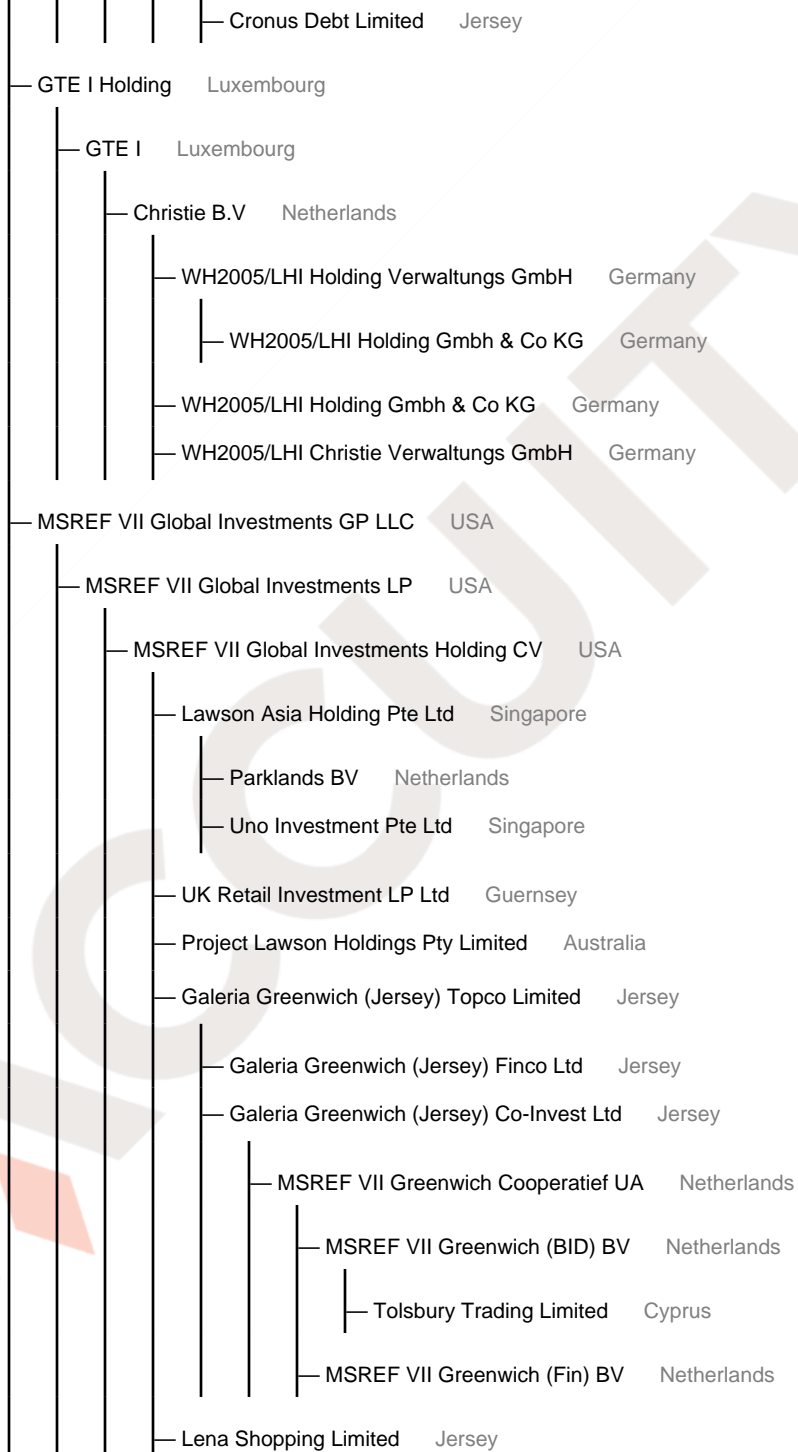 Cronus Debt Limited Jersey
GTE I Holding Luxembourg
GTE I Luxembourg
Christie B.V Netherlands
WH2005/LHI Holding Verwaltungs GmbH Germany
WH2005/LHI Holding Gmbh & Co KG Germany
WH2005/LHI Holding Gmbh & Co KG Germany
WH2005/LHI Christie Verwaltungs GmbH Germany
MSREF VII Global Investments GP LLC USA
MSREF VII Global Investments LP USA
MSREF VII Global Investments Holding CV USA
Lawson Asia Holding Pte Ltd Singapore
Parklands BV Netherlands
Uno Investment Pte Ltd Singapore
UK Retail Investment LP Ltd Guernsey
Project Lawson Holdings Pty Limited Australia
Galeria Greenwich (Jersey) Topco Limited Jersey
Galeria Greenwich (Jersey) Finco Ltd Jersey
Galeria Greenwich (Jersey) Co-Invest Ltd Jersey
MSREF VII Greenwich Cooperatief UA Netherlands
MSREF VII Greenwich (BID) BV Netherlands
Tolsbury Trading Limited Cyprus
MSREF VII Greenwich (Fin) BV Netherlands
Lena Shopping Limited Jersey
ACCUITY